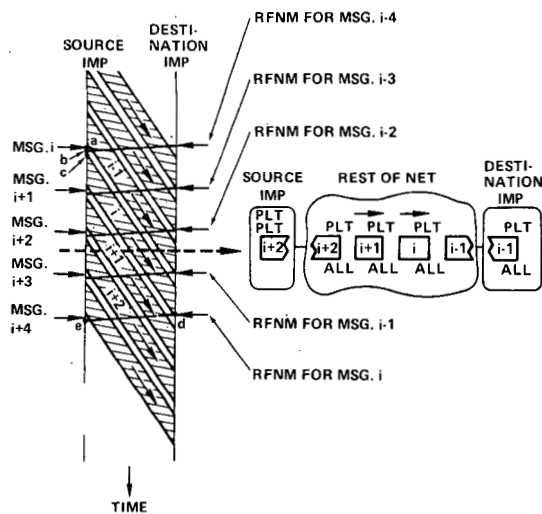 SOURCE
IMP
DESTI-
NATION
IMP
RFNM FOR MSG. i-4
RFNM FOR MSG. i-3
RFNM FOR MSG. i-2
MSG. i
a
b
c
i-1
MSG.
i+1
i
MSG.
i+2
i+1
MSG.
i+3
i+2
MSG.
i+4
e
d
RFNM FOR MSG. i-1
RFNM FOR MSG. i
TIME
SOURCE
IMP
REST OF NET
DESTI-
NATION
IMP
PLT
PLT PLT PLT PLT PLT
i+2 i+2 i+1 i i-1 i-1
ALL ALL ALL ALL